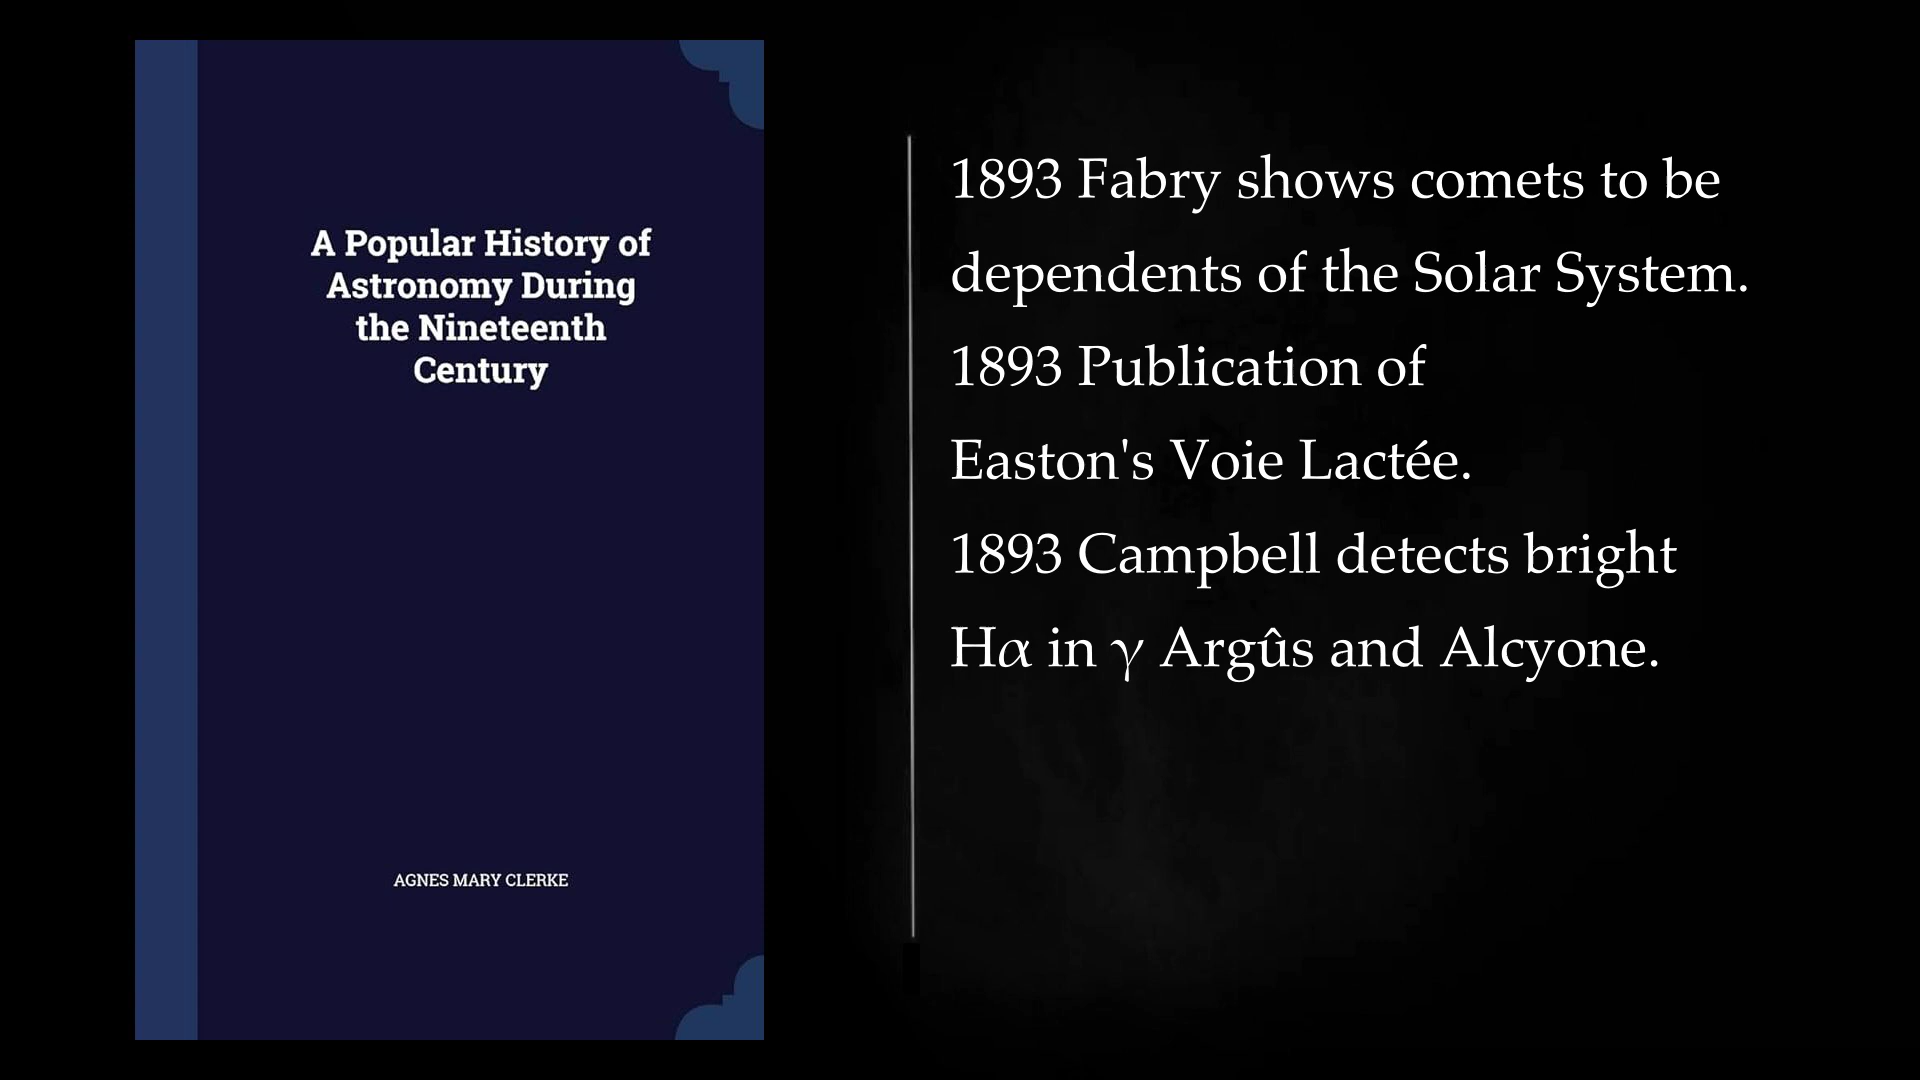 A Popular History of
Astronomy During
the Nineteenth
Century
AGNES MARY CLERKE
1893 Fabry shows comets to be
dependents of the Solar System.
1893 Publication of
Easton's Voie Lactée.
1893 Campbell detects bright
Hα in γ Argûs and Alcyone.